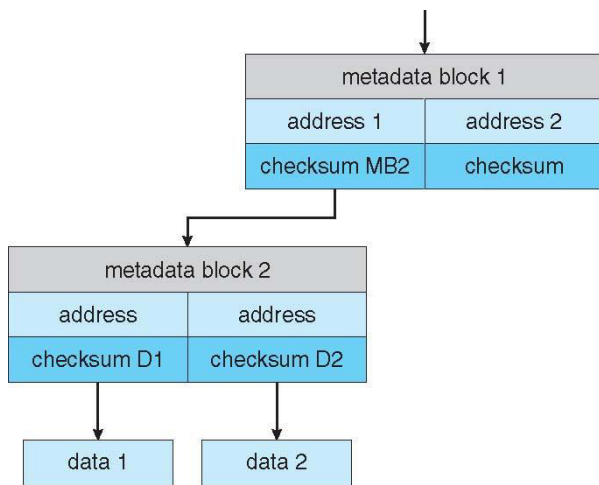 metadata block 1
address 1 address 2
checksum MB2 checksum
metadata block 2
address address
checksum D1 checksum D2
data 1 data 2